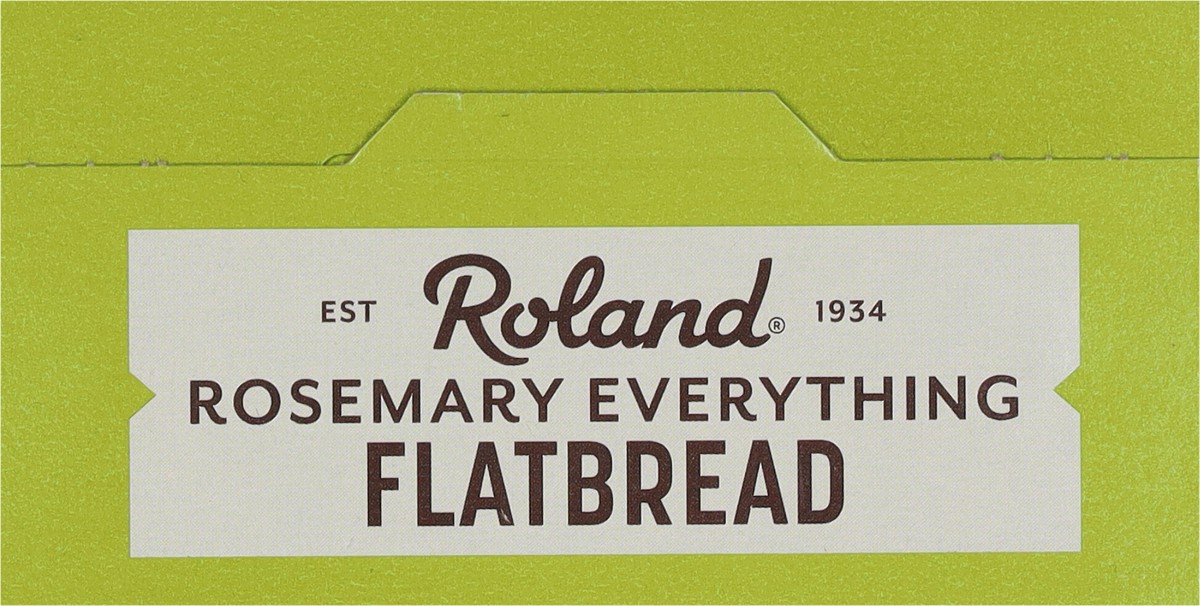 EST Roland® 1934
ROSEMARY EVERYTHING
FLATBREAD